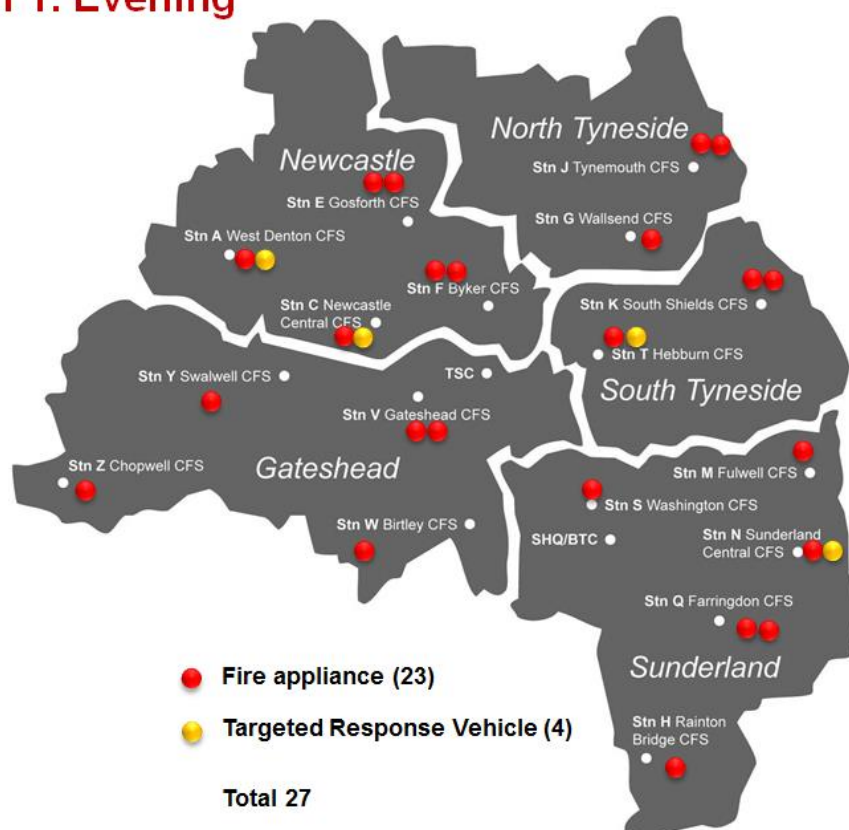 Evening
North Tyneside
Stn J Tynemouth CFS
Newcastle
Stn E Gosforth CFS
Stn G Wallsend CFS
Stn A West Denton CFS
Stn F Byker CFS
Stn C Newcastle
Central CFS
Stn K South Shields CFS
Stn T Hebburn CFS
South Tyneside
TSC
Stn Y Swalwell CFS
Stn V Gateshead CFS
Gateshead
Stn Z Chopwell CFS
Stn W Birtley CFS
Stn M Fulwell CFS
Stn S Washington CFS
SHQ/BTC
Stn N Sunderland
Central CFS
Stn Q Farringdon CFS
Sunderland
Stn H Rainton
Bridge CFS
Fire appliance (23)
Targeted Response Vehicle (4)
Total 27